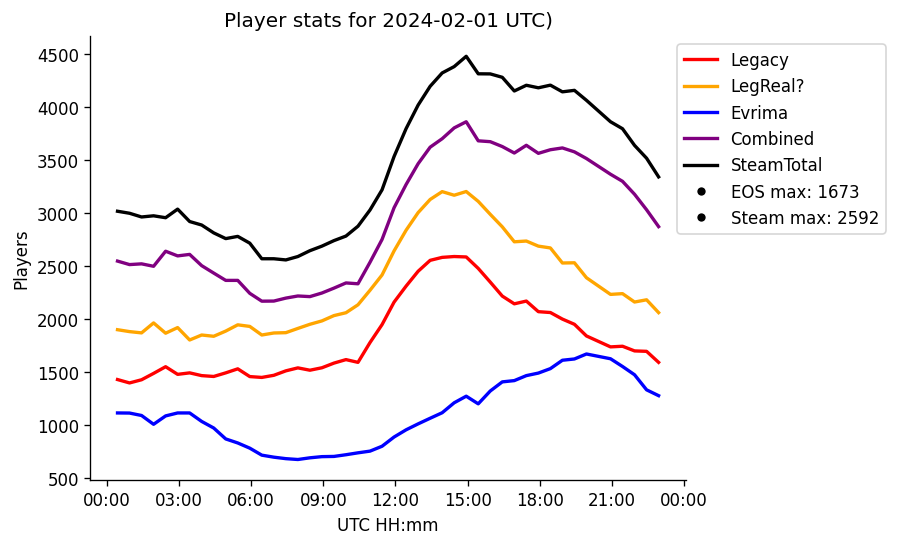 Player stats for 2024-02-01 UTC)
Players
4500
4000
3500
3000
2500
2000
1500
1000
500
00:00 03:00 06:00 09:00 12:00 15:00 18:00 21:00 00:00
UTC HH:mm
Legacy
LegReal?
Evrima
Combined
SteamTotal
EOS max: 1673
Steam max: 2592